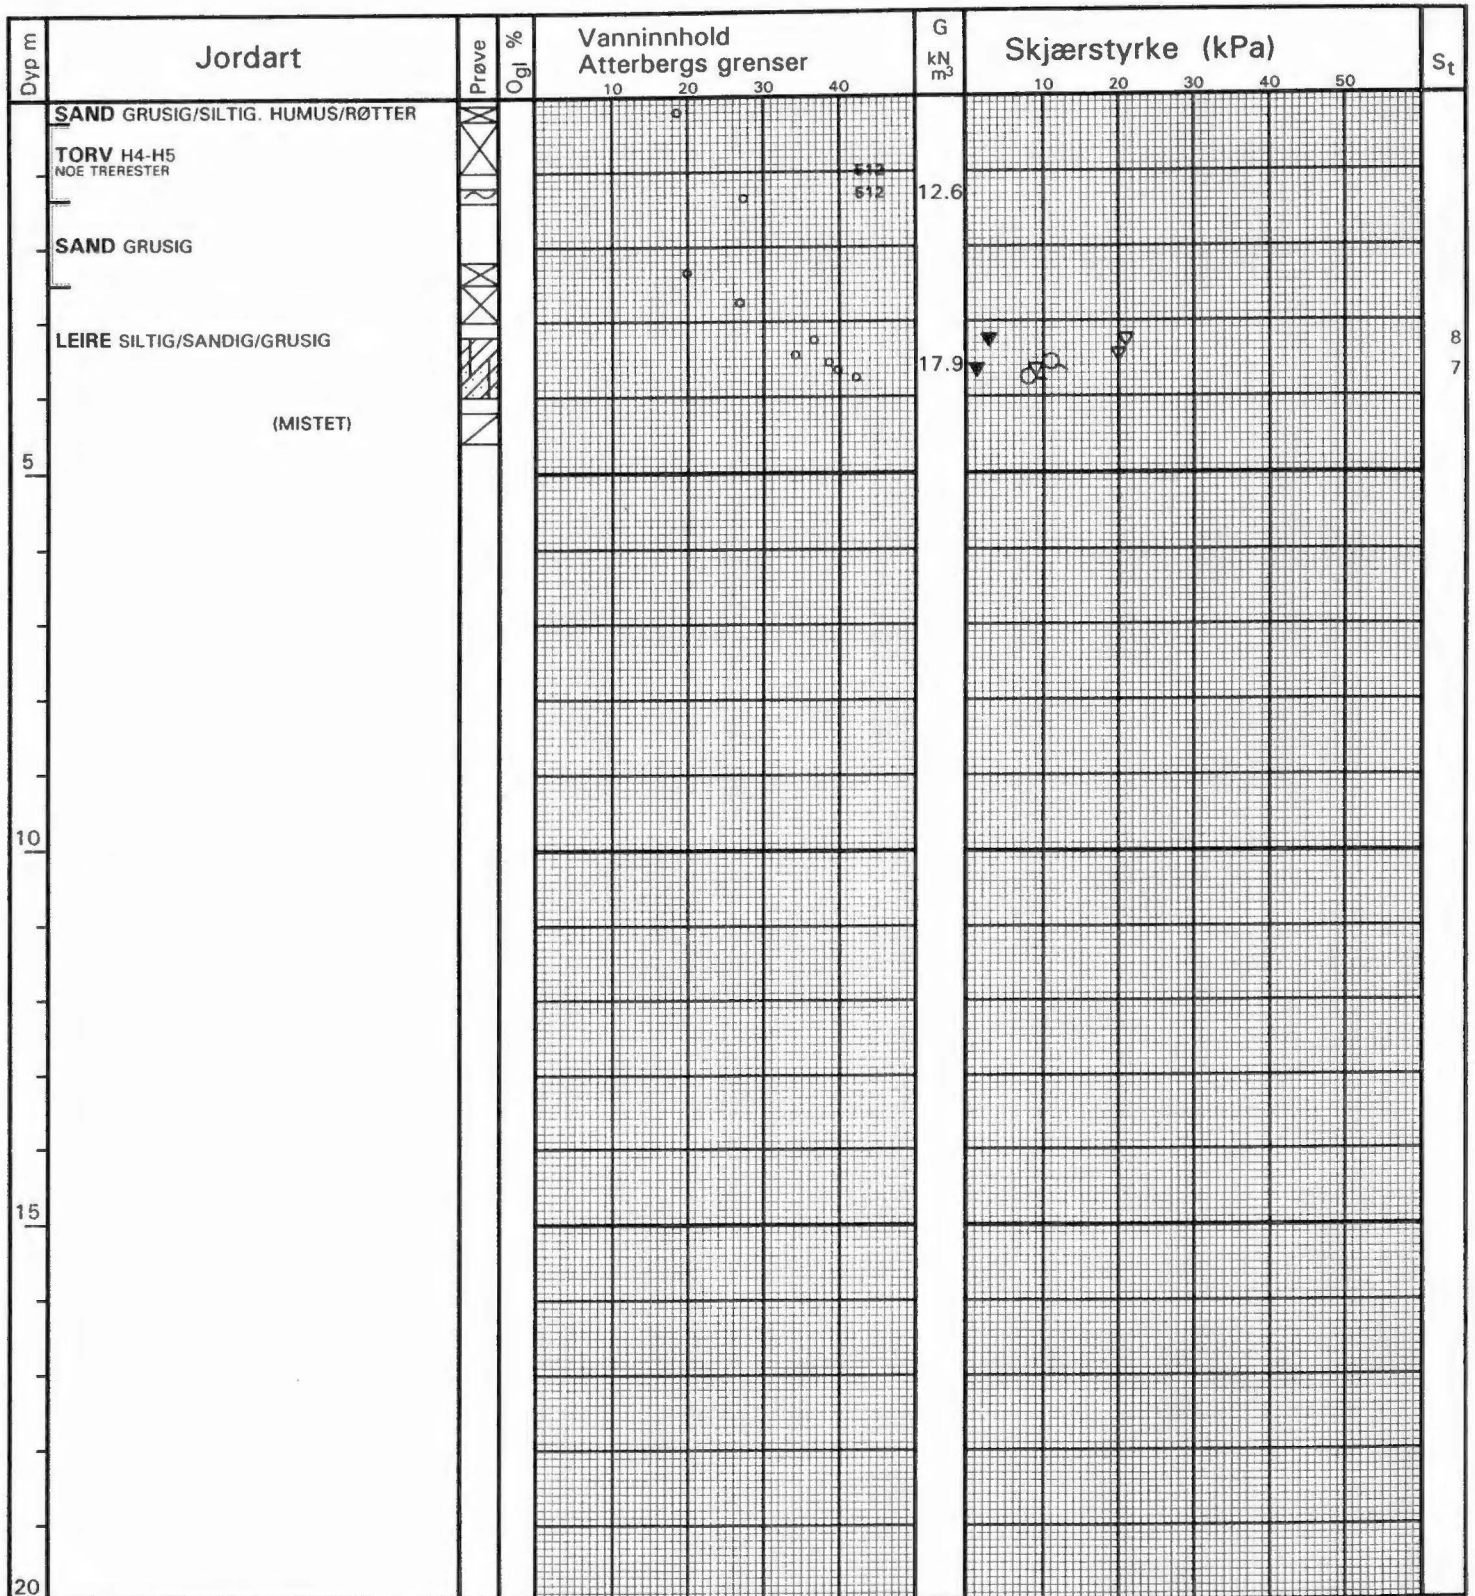 Dyp m
Jordart
Prøve
Ogl %
Vanninnhold
Atterbergs grenser
10 20 30 40
G
kN
m³
Skjærstyrke (kPa)
10 20 30 40 50
St
SAND GRUSIG/SILTIG. HUMUS/RØTTER
TORV H4-H5
NOE TRERESTER
512
512
12.6
SAND GRUSIG
LEIRE SILTIG/SANDIG/GRUSIG
8
17.9
7
(MISTET)
5
10
15
20